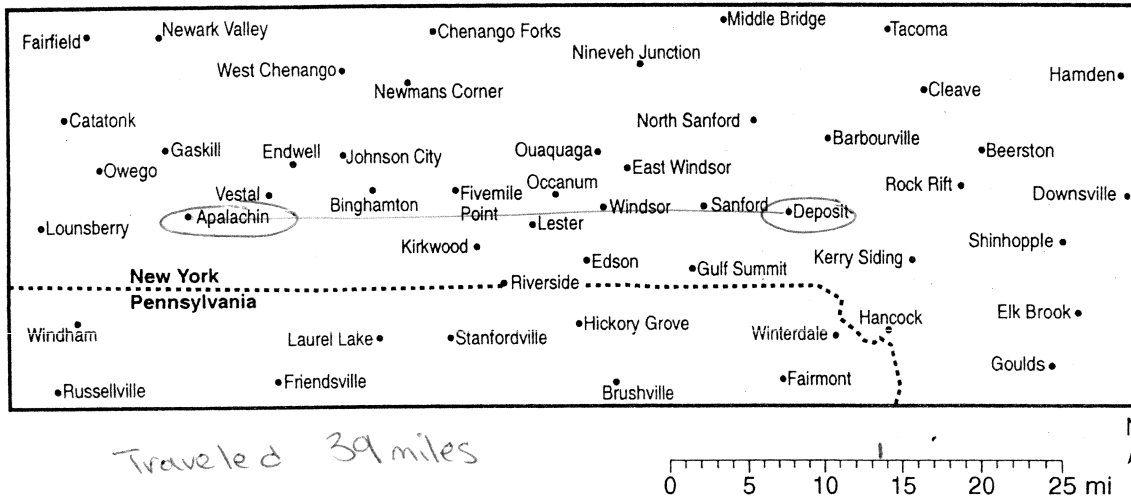 Middle Bridge
Tacoma
Fairfield
Newark Valley
Chenango Forks
Nineveh Junction
West Chenango
Newmans Corner
Hamden
Cleave
Catatonk
North Sanford
Barbourville
Gaskill
Endwell
Johnson City
Ouaquaga
East Windsor
Beerston
Owego
Vestal
Binghamton
Fivemile
Point
Occanum
Rock Rift
Downsville
Apalachin
Windsor
Sanford
Deposit
Lounsberry
Lester
Kirkwood
Shinhopple
Edson
Gulf Summit
Kerry Siding
New York
Riverside
Pennsylvania
Windham
Laurel Lake
Stanfordville
Hickory Grove
Winterdale
Hancock
Elk Brook
Goulds
Russellville
Friendsville
Brushville
Fairmont
Traveled 39 miles
0 5 10 15 20 25 mi